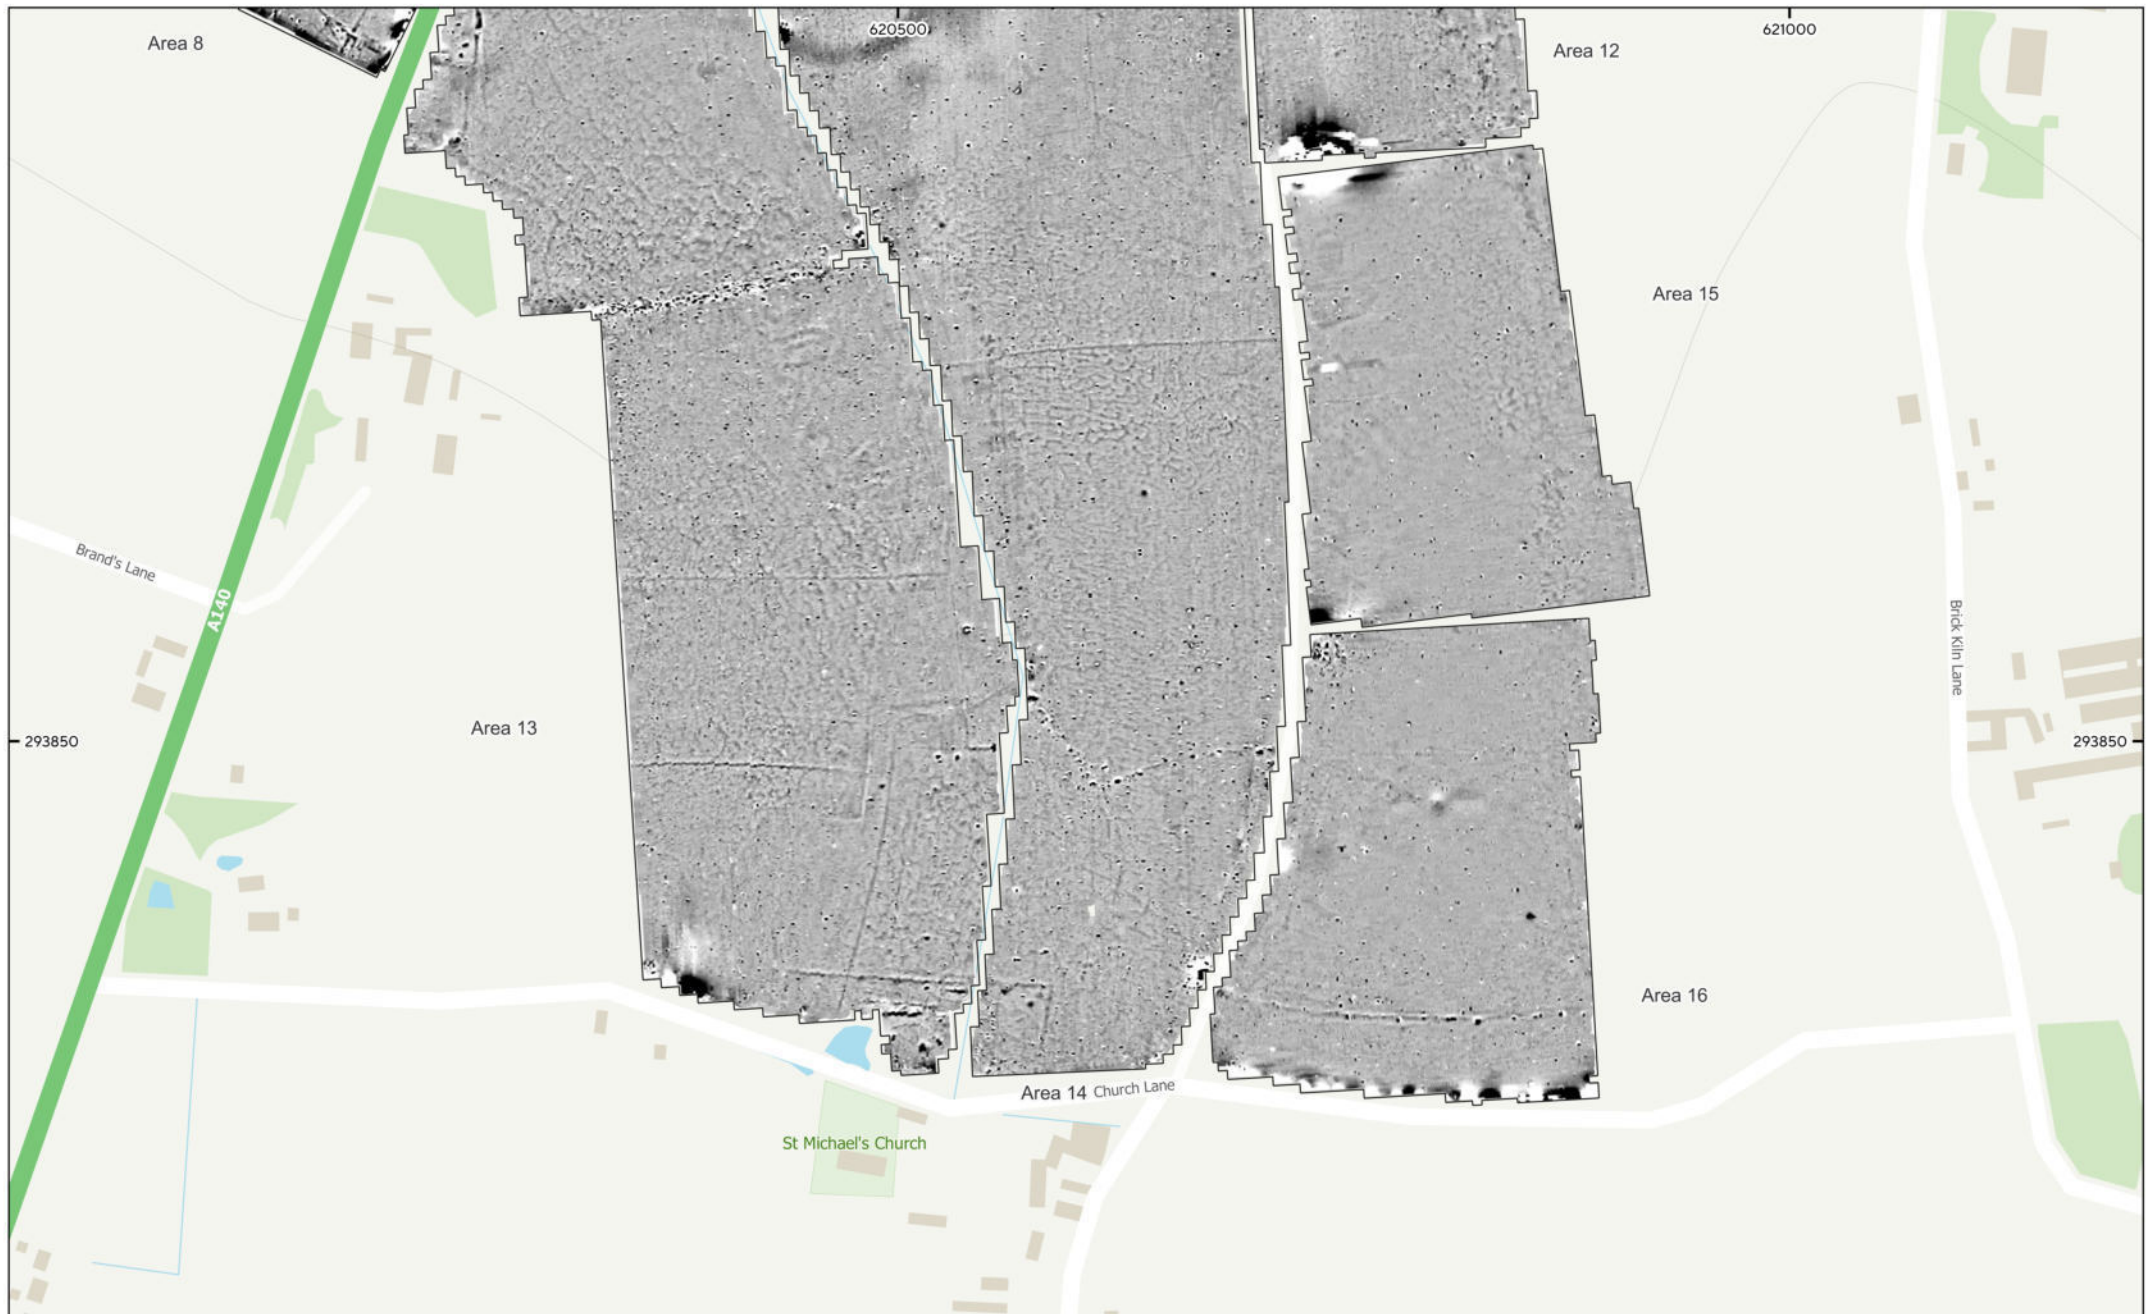 620500
621000
Area 8
Area 12
Area 15
Brand's Lane
A140
Brick Kiln Lane
Area 13
293850
293850
Area 16
Area 14
Church Lane
St Michael's Church